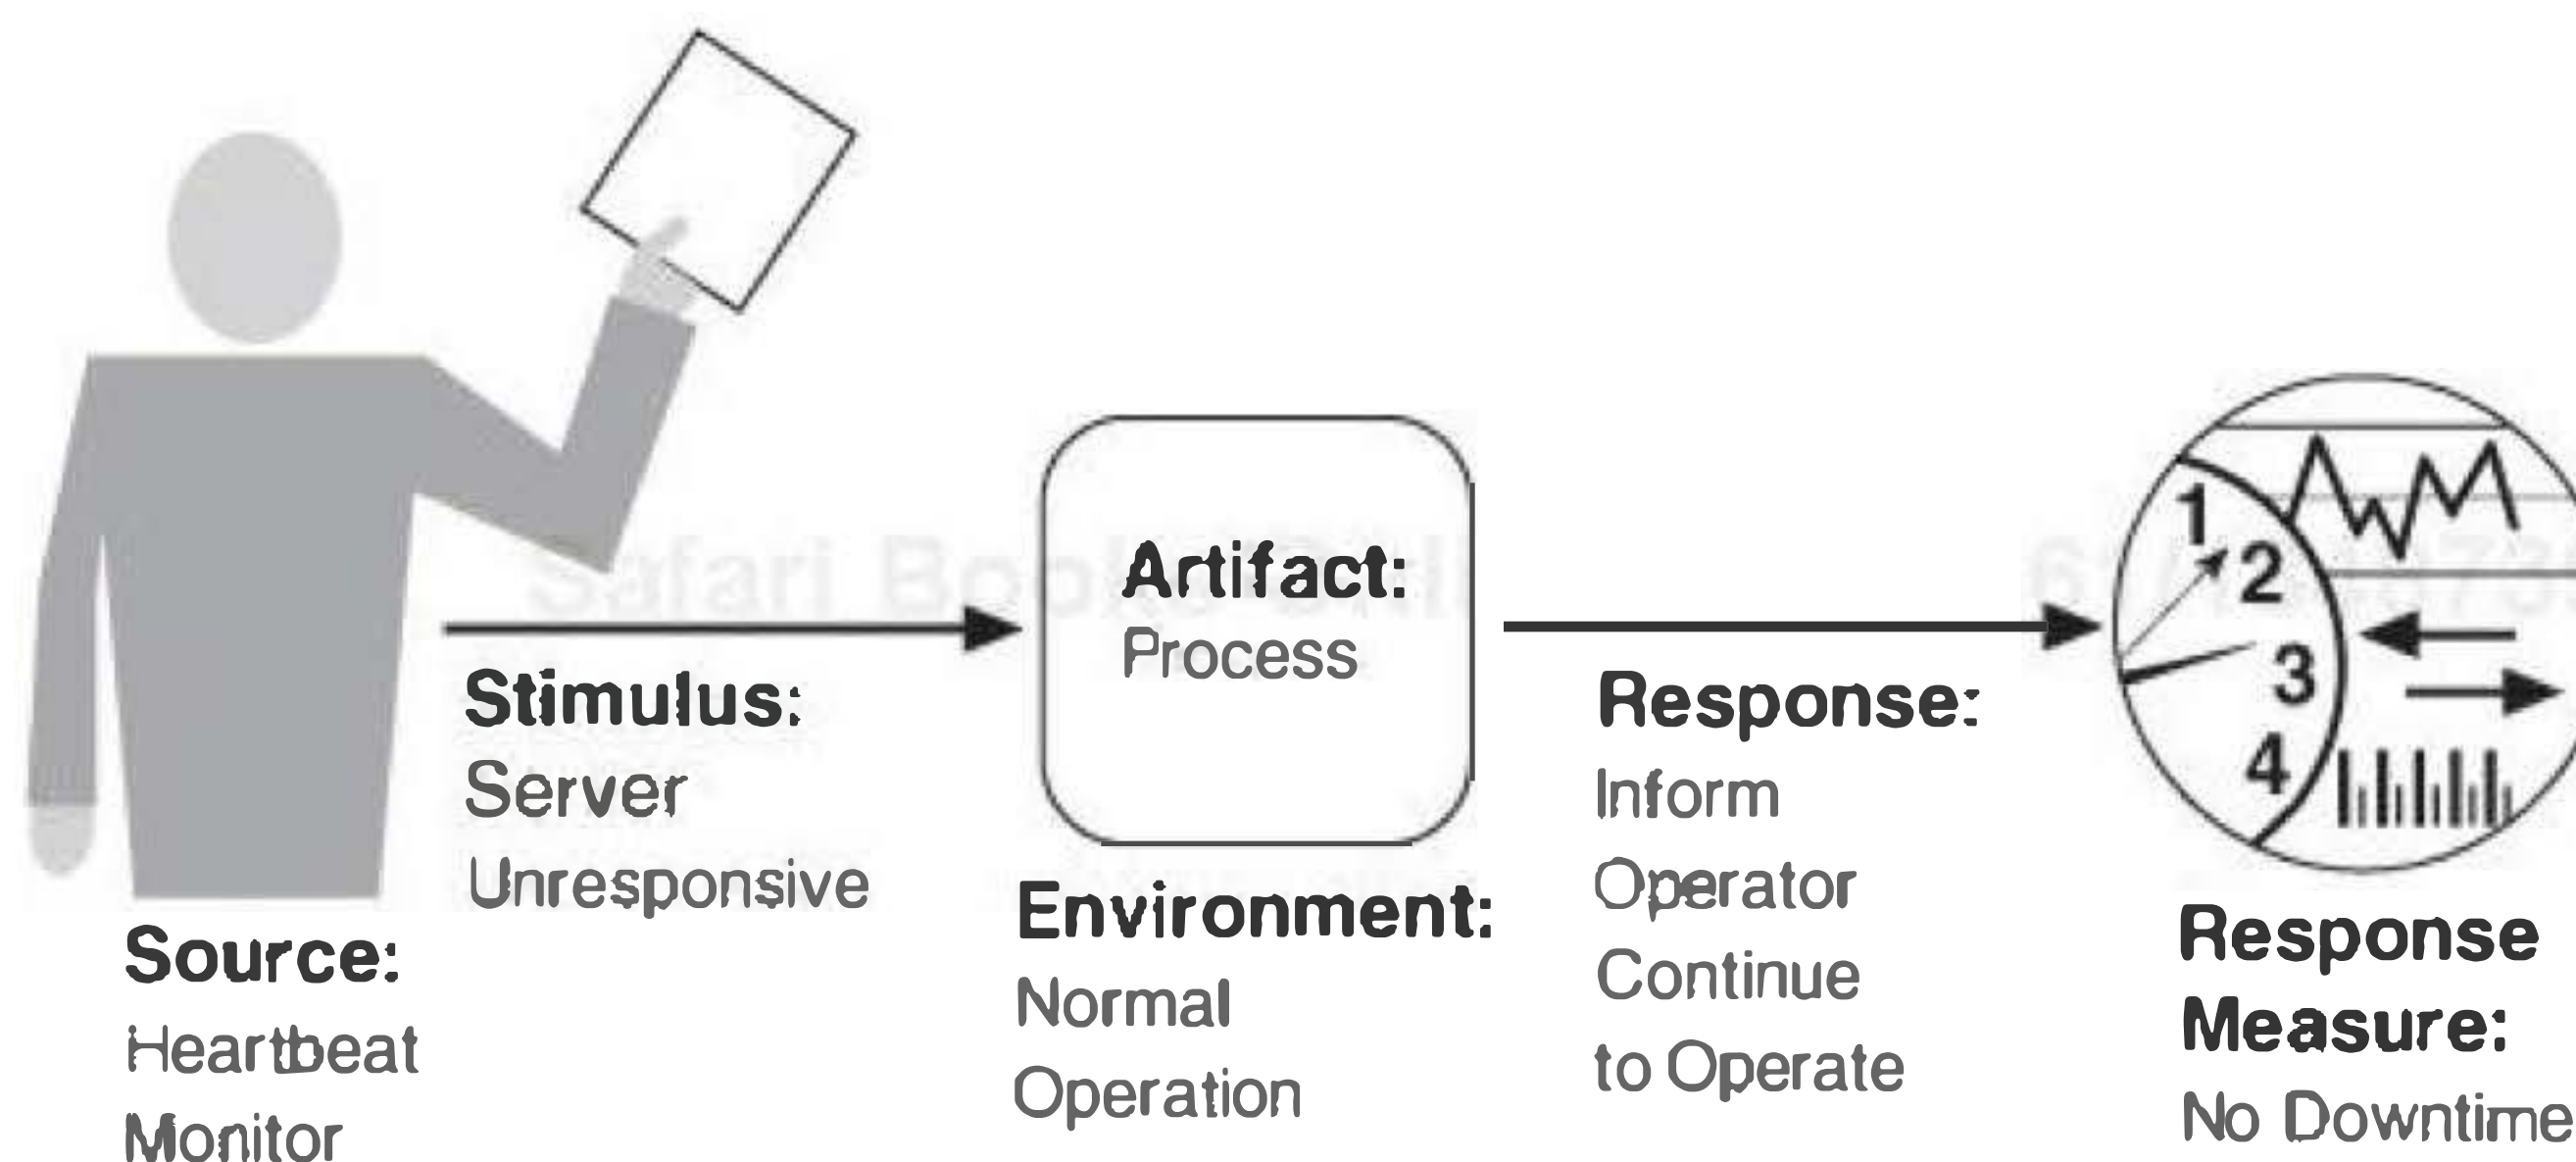 Source:
Heartbeat
Monitor
Stimulus:
Server
Unresponsive
Artifact:
Process
Environment:
Normal
Operation
Response:
Inform
Operator
Continue
to Operate
1
2
3
4
Response
Measure:
No Downtime
Safari